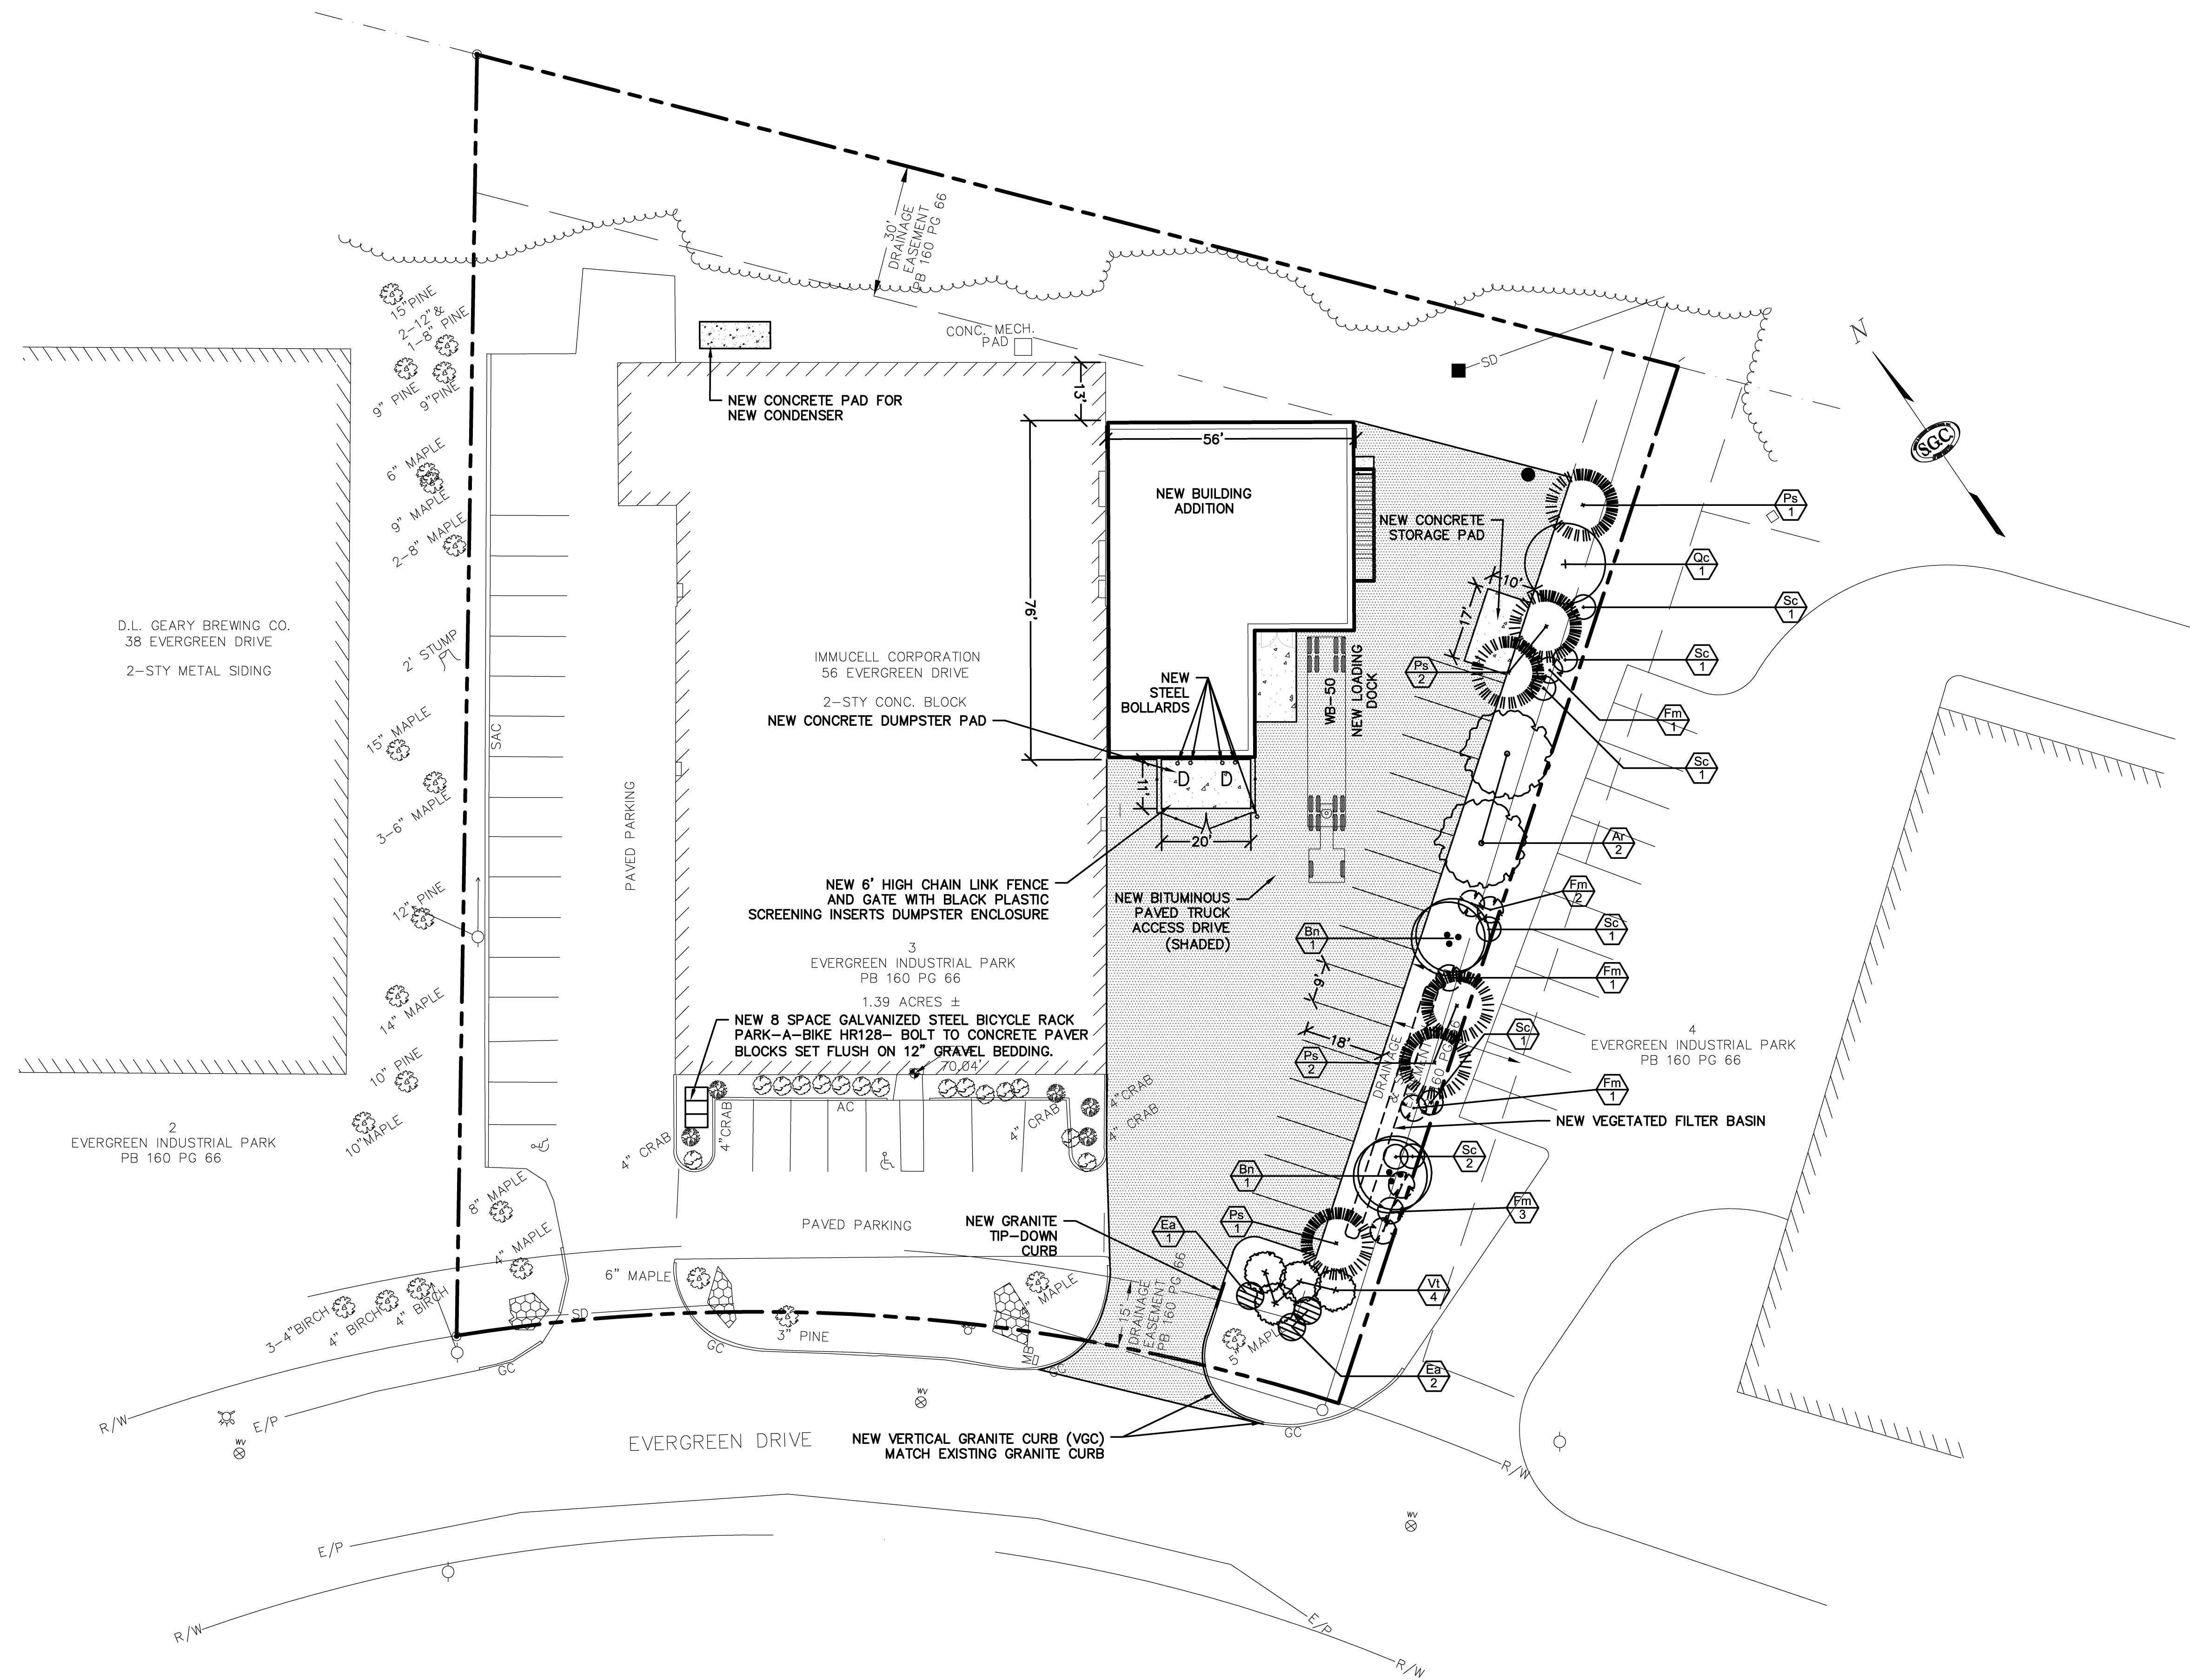 30'
DRAINAGE
EASEMENT
PB 160 PG 66
15"PINE
2-12"&
1-8" PINE
9" PINE
9"PINE
6" MAPLE
9" MAPLE
2-8" MAPLE
2' STUMP
15" MAPLE
3-6" MAPLE
12" PINE
14" MAPLE
10" PINE
10"MAPLE
8" MAPLE
4" MAPLE
3-4"BIRCH
4" BIRCH
4" BIRCH
D.L. GEARY BREWING CO.
38 EVERGREEN DRIVE
2-STY METAL SIDING
2
EVERGREEN INDUSTRIAL PARK
PB 160 PG 66
SAC
PAVED PARKING
NEW CONCRETE PAD FOR
NEW CONDENSER
CONC. MECH.
PAD
13'
56'
76'
NEW BUILDING
ADDITION
IMMUCELL CORPORATION
56 EVERGREEN DRIVE
2-STY CONC. BLOCK
NEW CONCRETE DUMPSTER PAD
NEW
STEEL
BOLLARDS
D
D
11'
20'
NEW 6' HIGH CHAIN LINK FENCE
AND GATE WITH BLACK PLASTIC
SCREENING INSERTS DUMPSTER ENCLOSURE
3
EVERGREEN INDUSTRIAL PARK
PB 160 PG 66
1.39 ACRES ±
NEW 8 SPACE GALVANIZED STEEL BICYCLE RACK
PARK-A-BIKE HR128- BOLT TO CONCRETE PAVER
BLOCKS SET FLUSH ON 12" GRAVEL BEDDING.
70.04'
AC
4" CRAB
4"CRAB
4" CRAB
4"CRAB
4" CRAB
PAVED PARKING
6" MAPLE
3" PINE
4" MAPLE
5" MAPLE
SD
MB
GC
GC
GC
GC
15'
DRAINAGE
EASEMENT
PB 160 PG 66
NEW GRANITE
TIP-DOWN
CURB
NEW VERTICAL GRANITE CURB (VGC)
MATCH EXISTING GRANITE CURB
NEW BITUMINOUS
PAVED TRUCK
ACCESS DRIVE
(SHADED)
WB-50
NEW LOADING
DOCK
NEW CONCRETE
STORAGE PAD
10'
17'
9'
18'
SD
N
S.G.C.
Ps
1
Qc
1
Sc
1
Sc
1
Ps
2
Fm
1
Sc
1
Ar
2
Fm
2
Sc
1
Bn
1
Fm
1
Sc
1
Ps
2
Fm
1
DRAINAGE
NEW VEGETATED FILTER BASIN
Sc
2
Bn
1
Fm
3
Ps
1
Ea
1
Vt
4
Ea
2
4
EVERGREEN INDUSTRIAL PARK
PB 160 PG 66
EVERGREEN DRIVE
R/W
E/P
WV
WV
WV
R/W
E/P
R/W
E/P
R/W